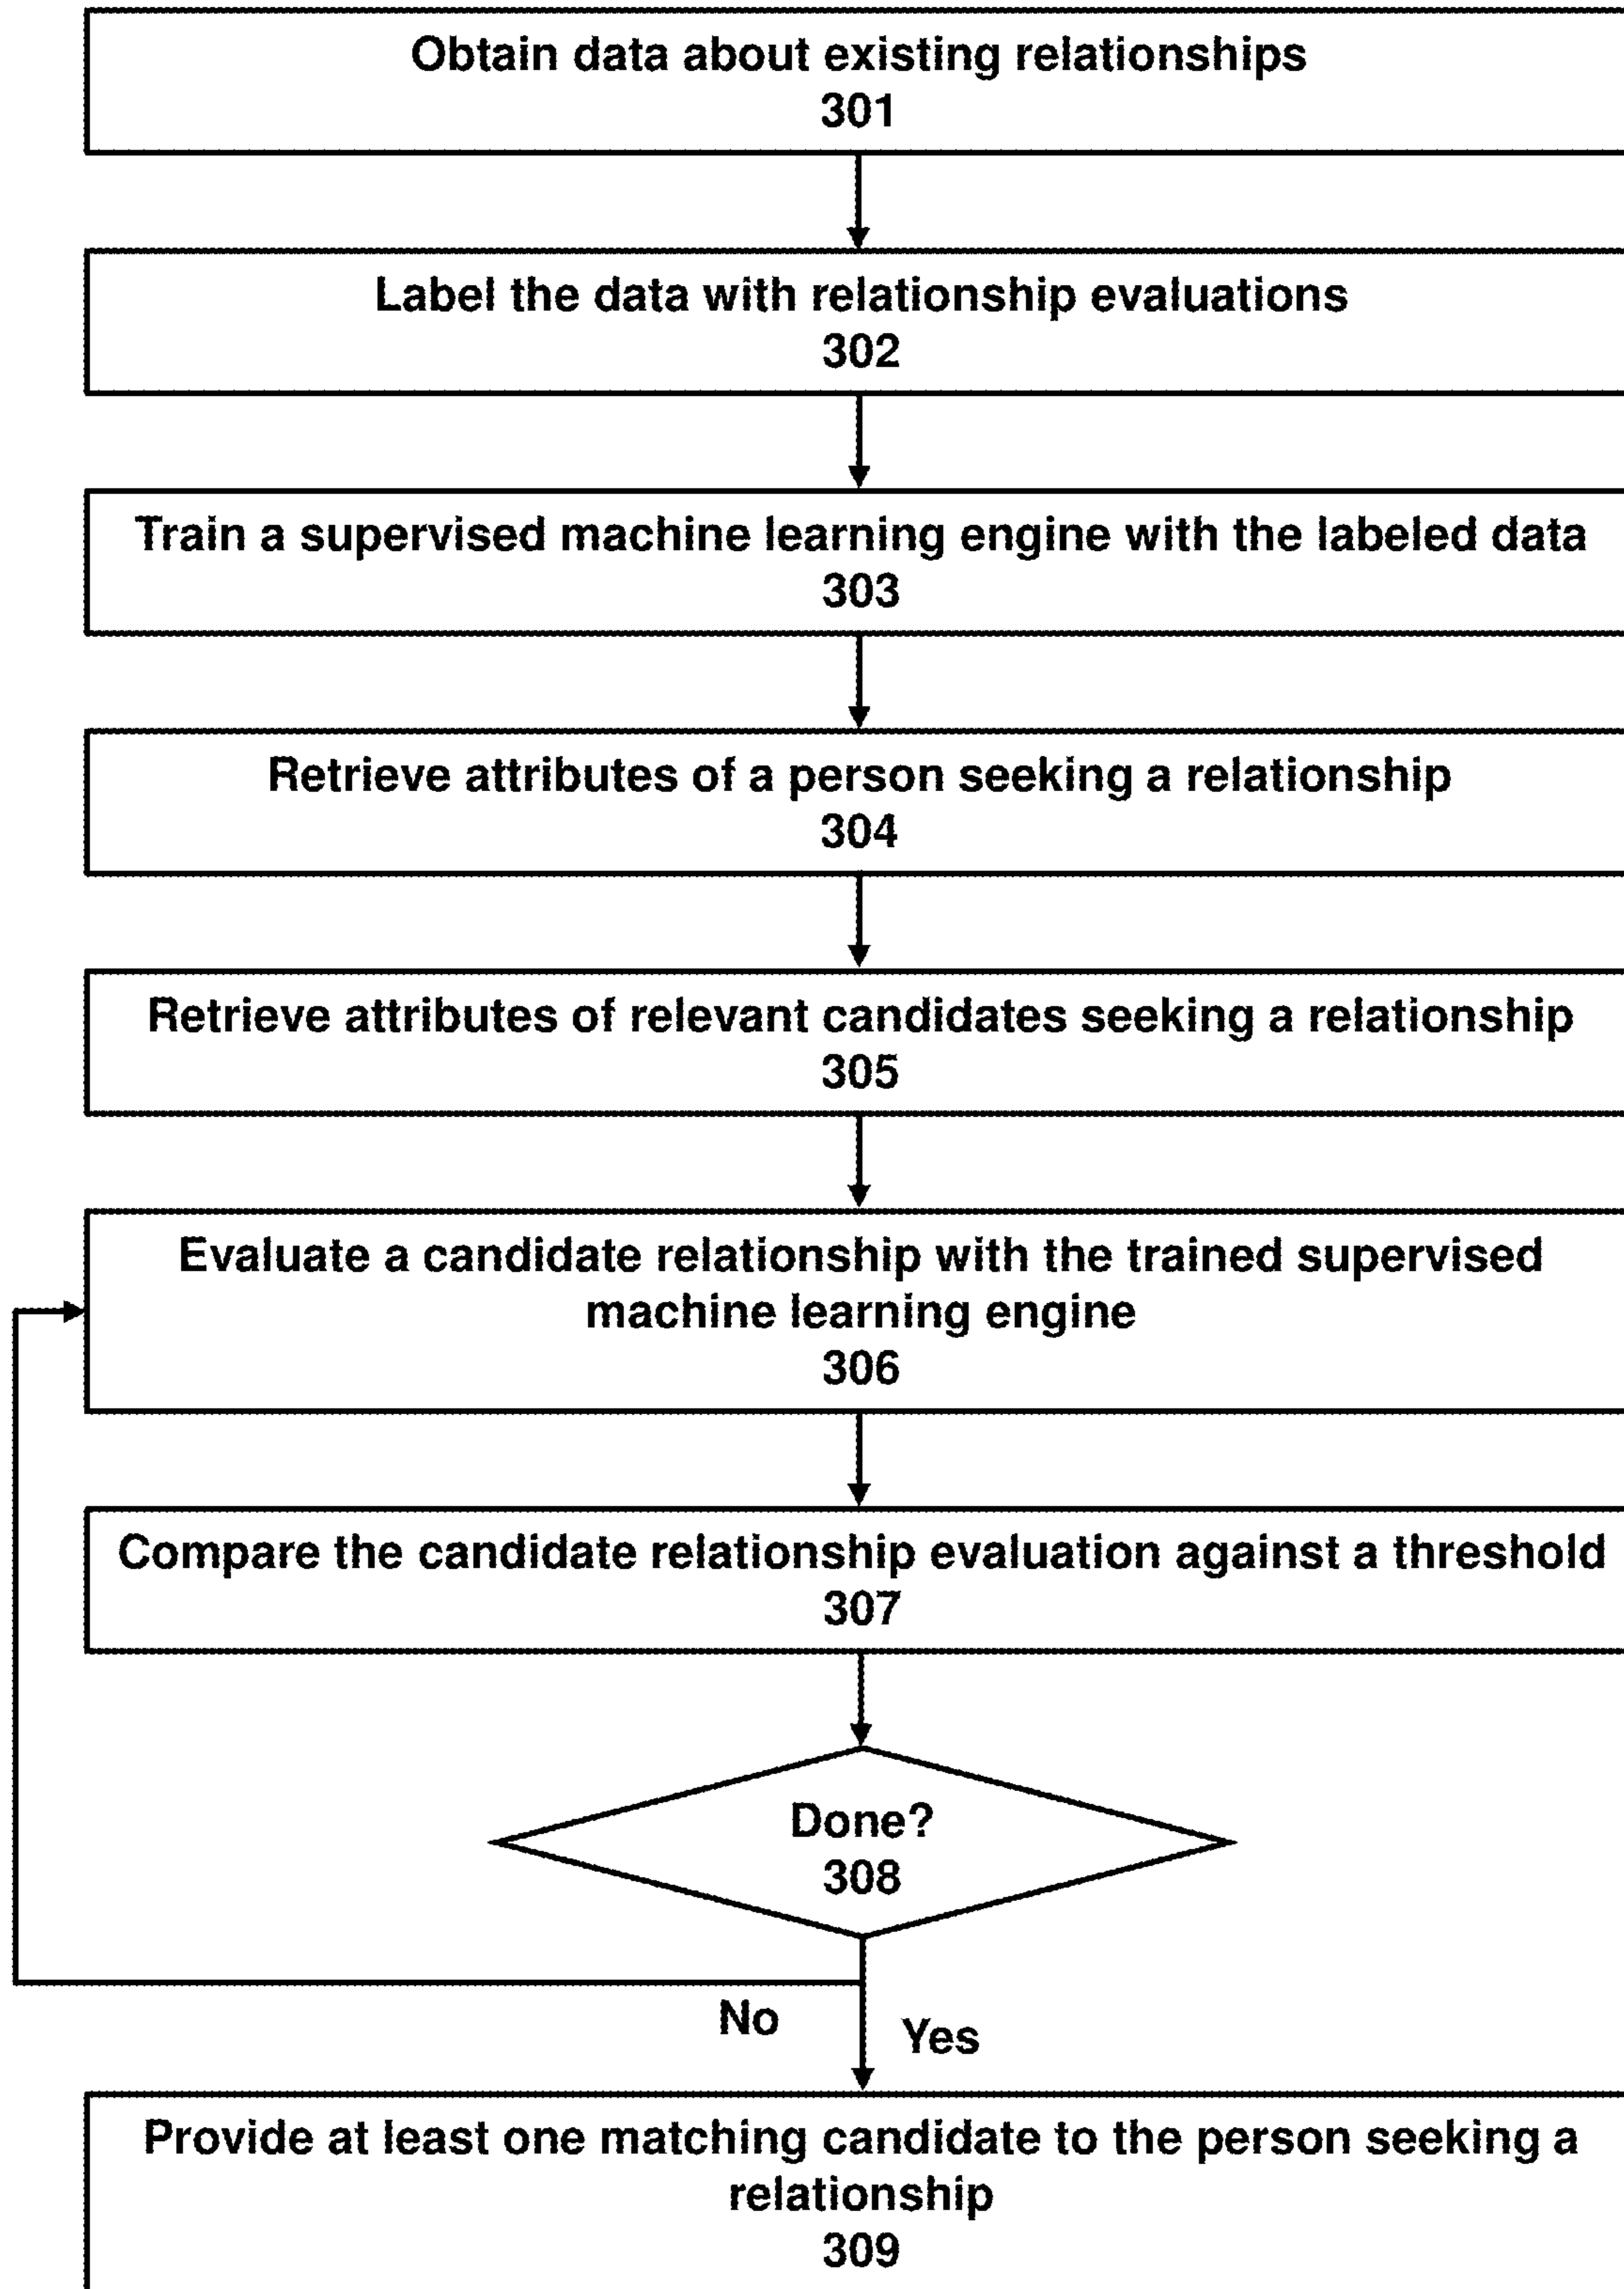 Obtain data about existing relationships
301
Label the data with relationship evaluations
302
Train a supervised machine learning engine with the labeled data
303
Retrieve attributes of a person seeking a relationship
304
Retrieve attributes of relevant candidates seeking a relationship
305
Evaluate a candidate relationship with the trained supervised
machine learning engine
306
Compare the candidate relationship evaluation against a threshold
307
Done?
308
No
Yes
Provide at least one matching candidate to the person seeking a
relationship
309